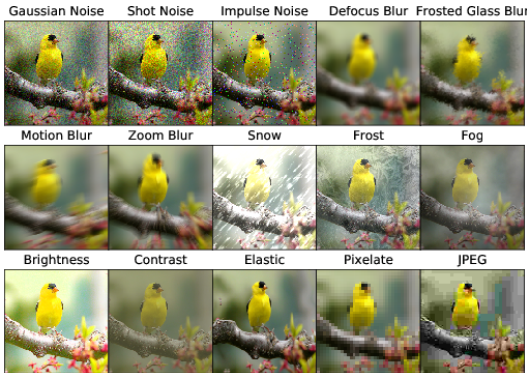 Gaussian Noise Shot Noise Impulse Noise Defocus Blur Frosted Glass Blur
Motion Blur Zoom Blur Snow Frost Fog
Brightness Contrast Elastic Pixelate JPEG